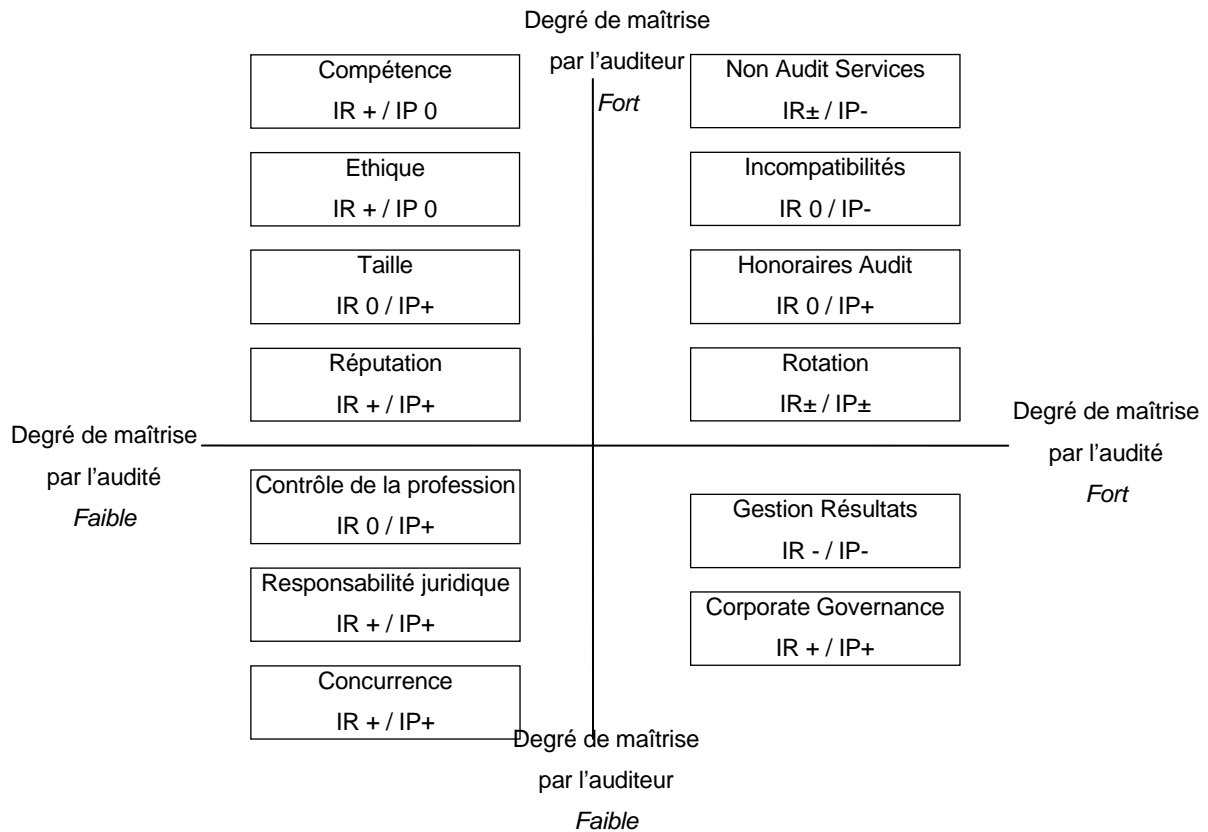 Degré de maîtrise
par l'auditeur
Fort
Compétence
IR + / IP 0
Non Audit Services
IR± / IP-
Ethique
IR + / IP 0
Incompatibilités
IR 0 / IP-
Taille
IR 0 / IP+
Honoraires Audit
IR 0 / IP+
Réputation
IR + / IP+
Rotation
IR± / IP±
Degré de maîtrise
par l'audité
Faible
Degré de maîtrise
par l'audité
Fort
Contrôle de la profession
IR 0 / IP+
Gestion Résultats
IR - / IP-
Responsabilité juridique
IR + / IP+
Corporate Governance
IR + / IP+
Concurrence
IR + / IP+
Degré de maîtrise
par l'auditeur
Faible